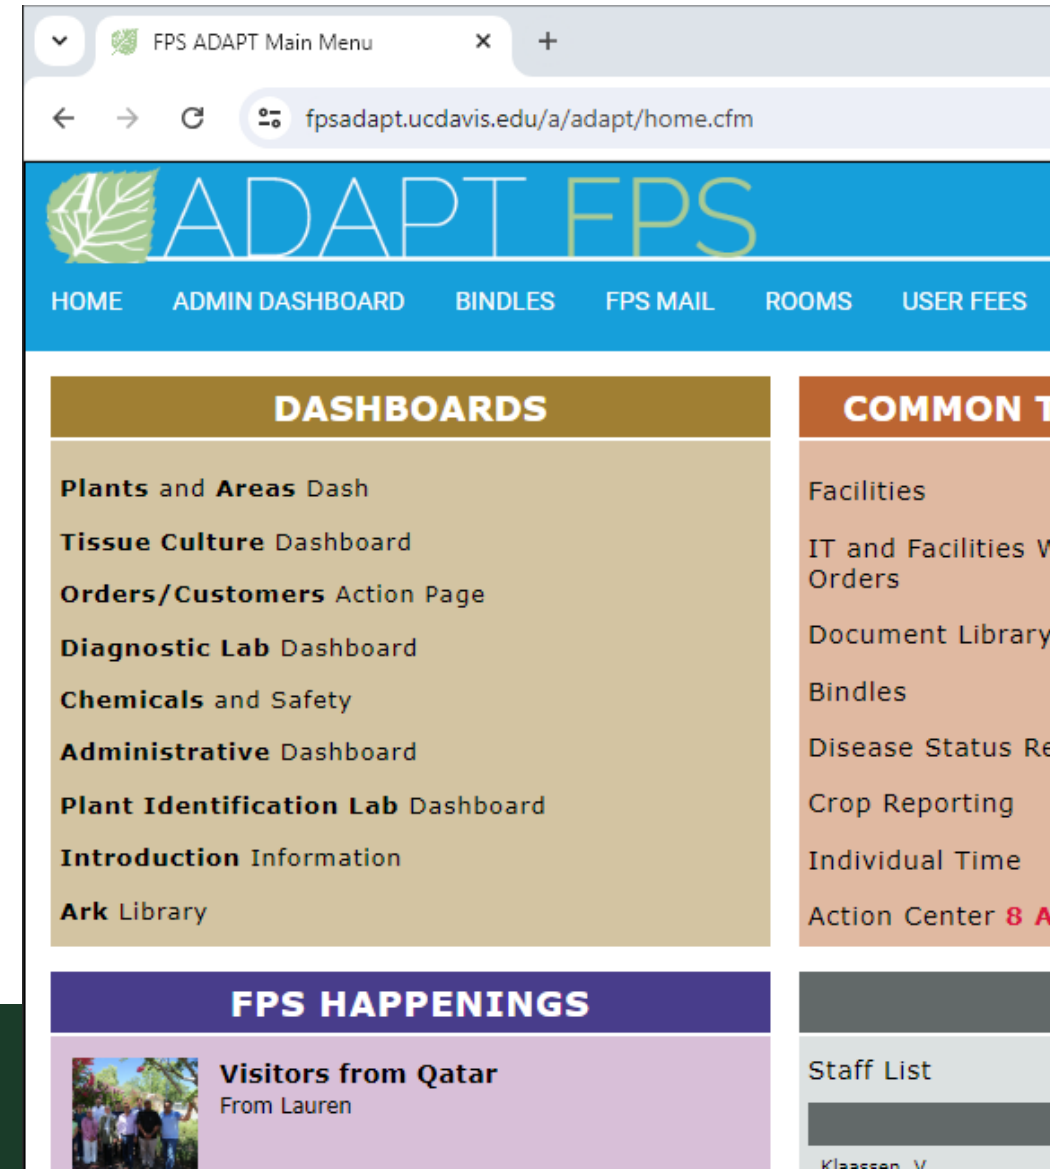 FPS ADAPT Main Menu
fpsadapt.ucdavis.edu/a/adapt/home.cfm
ADAPT FPS
HOME ADMIN DASHBOARD BINDLES FPS MAIL ROOMS USER FEES
DASHBOARDS
Plants and Areas Dash
Tissue Culture Dashboard
Orders/Customers Action Page
Diagnostic Lab Dashboard
Chemicals and Safety
Administrative Dashboard
Plant Identification Lab Dashboard
Introduction Information
Ark Library
COMMON
Facilities
IT and Facilities
Orders
Document Library
Bindles
Disease Status
Crop Reporting
Individual Time
Action Center 8
FPS HAPPENINGS
Visitors from Qatar
From Lauren
Staff List
Klaassen, V